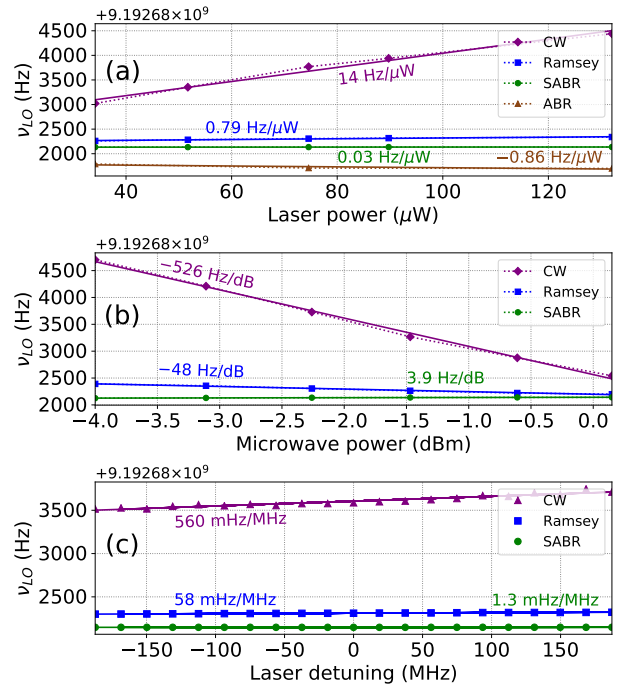 +9.19268×10⁹
4500
4000
3500
3000
2500
2000
ν_LO (Hz)
(a)
14 Hz/μW
0.79 Hz/μW
0.03 Hz/μW
−0.86 Hz/μW
CW
Ramsey
SABR
ABR
40
60
80
100
120
Laser power (μW)
+9.19268×10⁹
4500
4000
3500
3000
2500
2000
ν_LO (Hz)
(b)
−526 Hz/dB
−48 Hz/dB
3.9 Hz/dB
CW
Ramsey
SABR
−4.0
−3.5
−3.0
−2.5
−2.0
−1.5
−1.0
−0.5
0.0
Microwave power (dBm)
+9.19268×10⁹
3500
3000
2500
ν_LO (Hz)
(c)
560 mHz/MHz
58 mHz/MHz
1.3 mHz/MHz
CW
Ramsey
SABR
−150
−100
−50
0
50
100
150
Laser detuning (MHz)